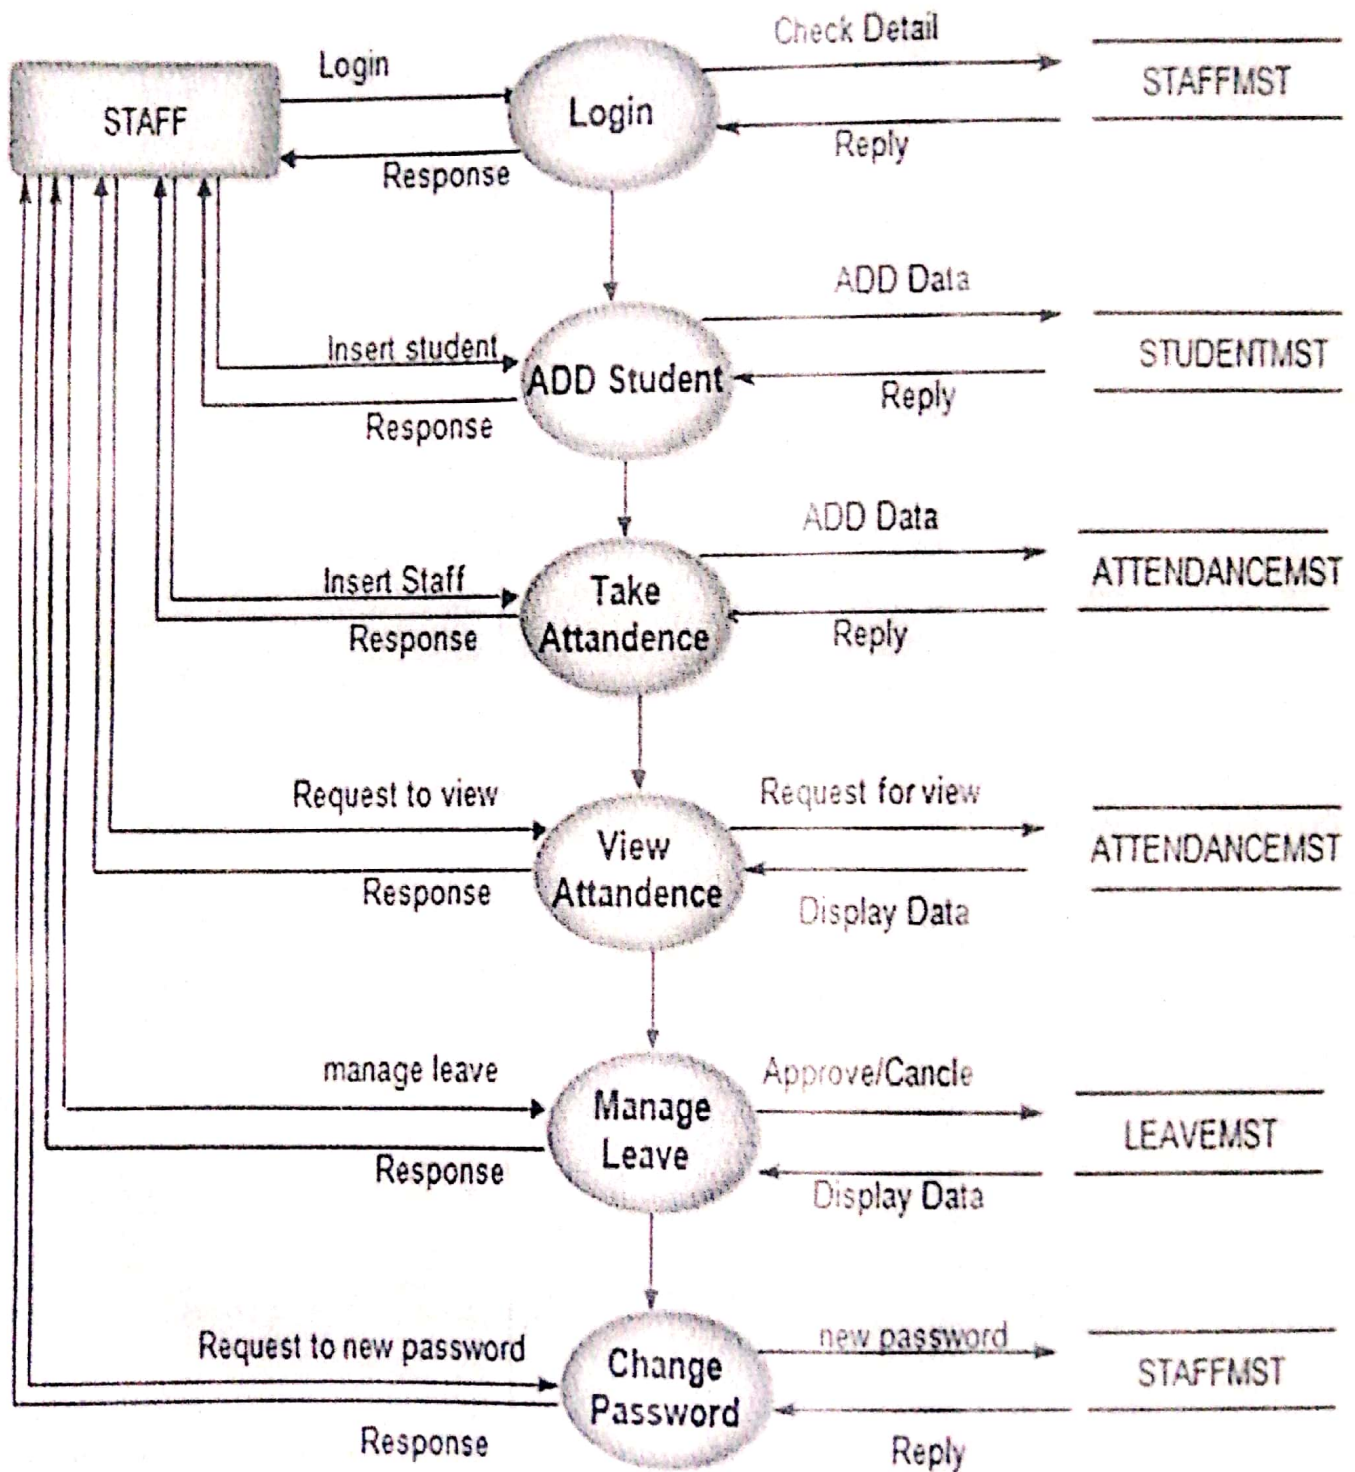 Check Detail
Login
STAFF
Login
STAFFMST
Response
Reply
ADD Data
Insert student
ADD Student
STUDENTMST
Response
Reply
ADD Data
Insert Staff
Take
Attandence
ATTENDANCEMST
Response
Reply
Request to view
Request for view
View
Attandence
ATTENDANCEMST
Response
Display Data
manage leave
Approve/Cancle
Manage
Leave
LEAVEMST
Response
Display Data
Request to new password
new password
Change
Password
STAFFMST
Response
Reply